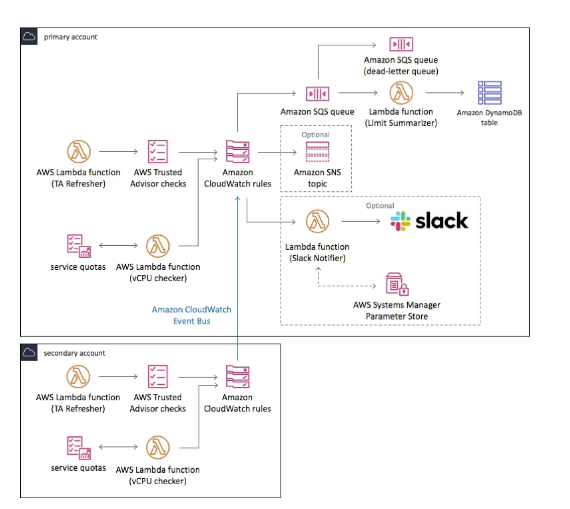 primary account
Amazon SQS queue
(dead-letter queue)
Amazon SQS queue
Lambda function
(Limit Summarizer)
Amazon DynamoDB
table
Optional
AWS Lambda function
(TA Refresher)
AWS Trusted
Advisor checks
Amazon
CloudWatch rules
Amazon SNS
topic
Optional
slack
service quotas
AWS Lambda function
(vCPU checker)
Lambda function
(Slack Notifier)
AWS Systems Manager
Parameter Store
Amazon CloudWatch
Event Bus
secondary account
AWS Lambda function
(TA Refresher)
AWS Trusted
Advisor checks
Amazon
CloudWatch rules
service quotas
AWS Lambda function
(vCPU checker)